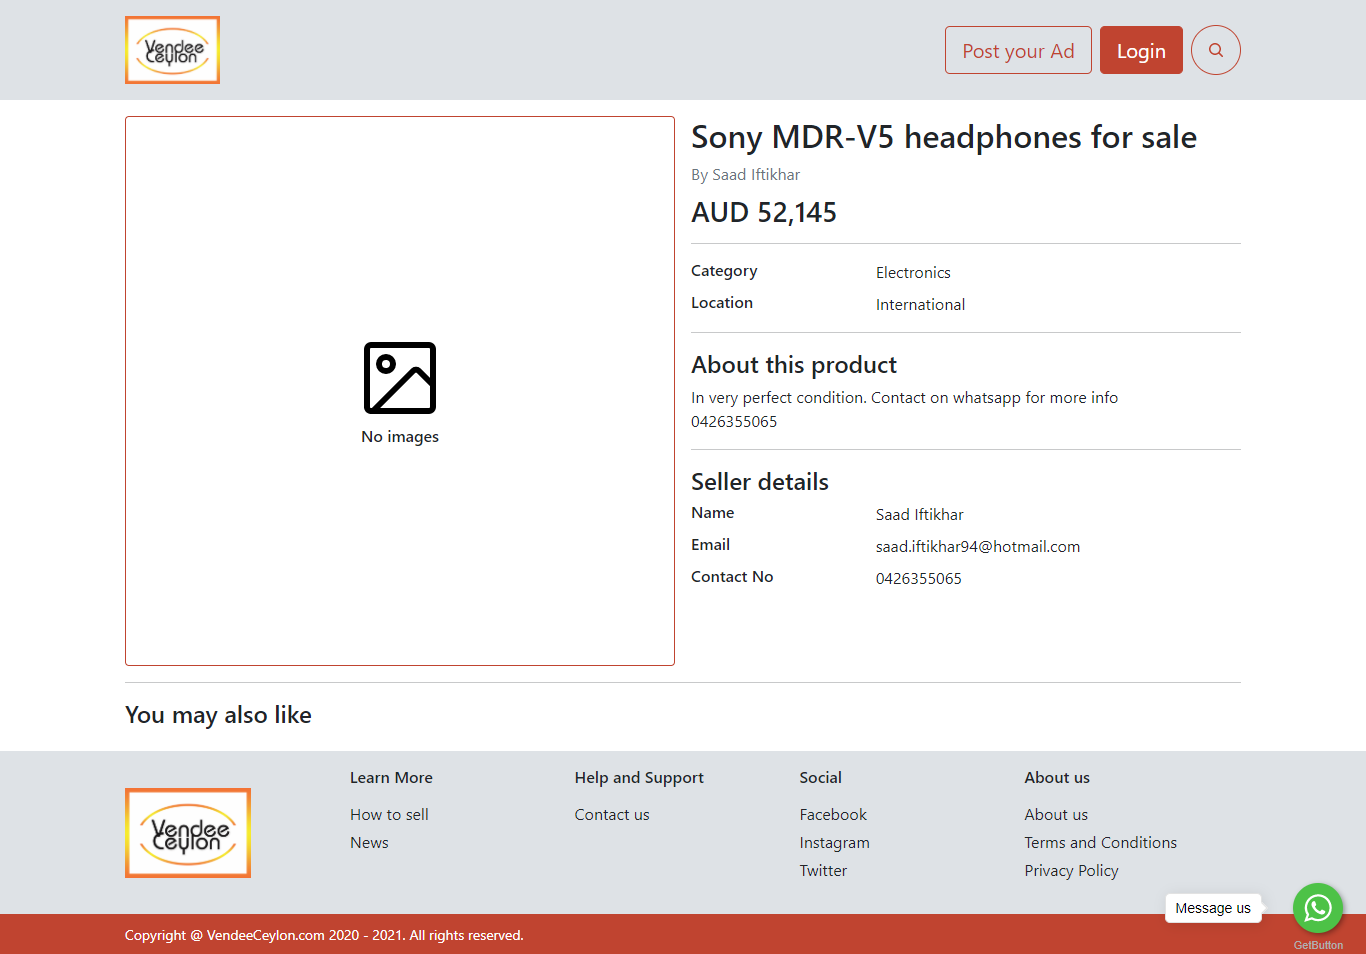 Vendee
Ceylon
Post your Ad
Login
Sony MDR-V5 headphones for sale
By Saad Iftikhar
AUD 52,145
Category
Electronics
Location
International
No images
About this product
In very perfect condition. Contact on whatsapp for more info
0426355065
Seller details
Name
Saad Iftikhar
Email
saad.iftikhar94@hotmail.com
Contact No
0426355065
You may also like
Vendee
Ceylon
Learn More
How to sell
News
Help and Support
Contact us
Social
Facebook
Instagram
Twitter
About us
About us
Terms and Conditions
Privacy Policy
Message us
GetButton
Copyright @ VendeeCeylon.com 2020 - 2021. All rights reserved.